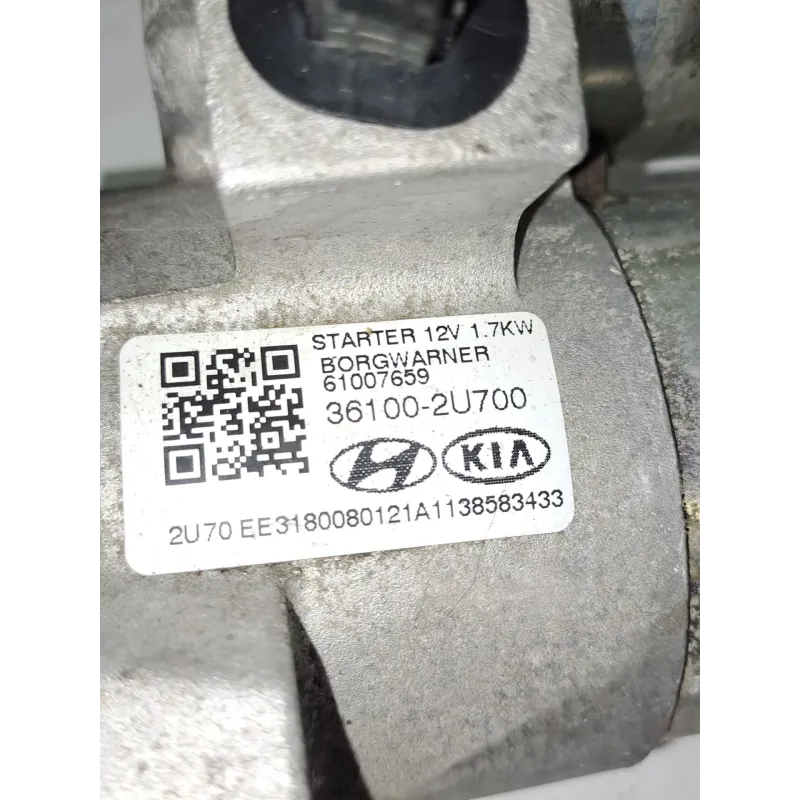 STARTER 12V 1.7KW
BORGWARNER
61007659
36100-2U700
KIA
2U70 EE3180080121A1138583433